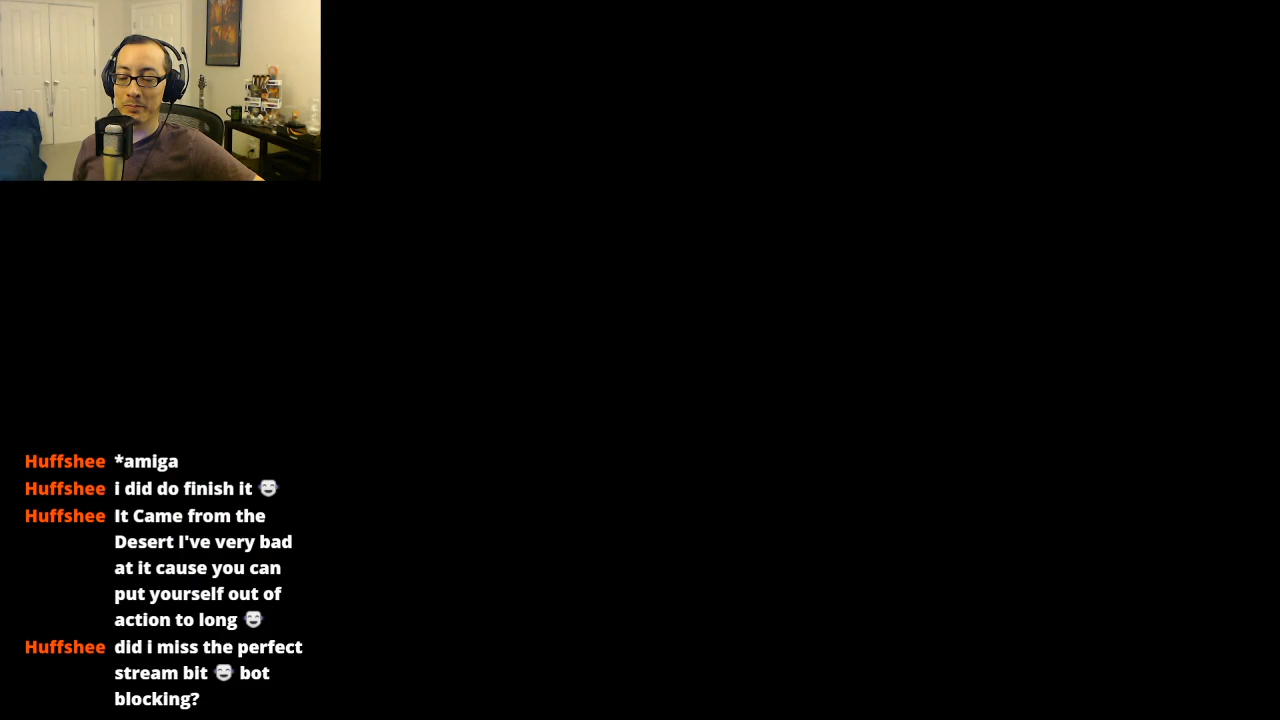 Huffshee *amiga
Huffshee i did do finish it
Huffshee It Came from the
Desert I've very bad
at it cause you can
put yourself out of
action to long
Huffshee did i miss the perfect
stream bit bot
blocking?